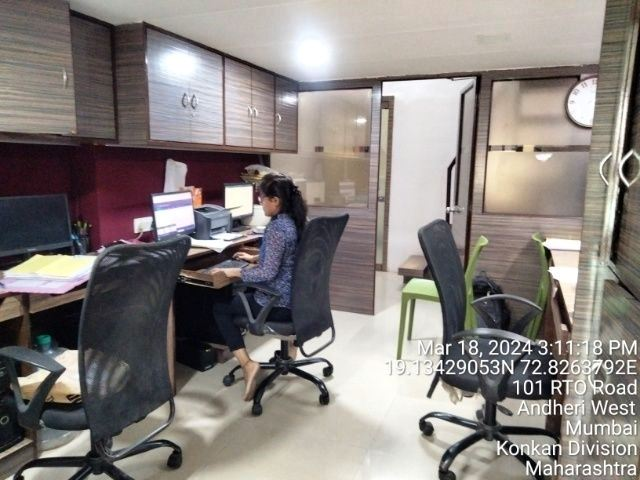 Mar 18, 2024 3:11:18 PM
19.13429053N 72.8263792E
101 RTO Road
Andheri West
Mumbai
Konkan Division
Maharashtra